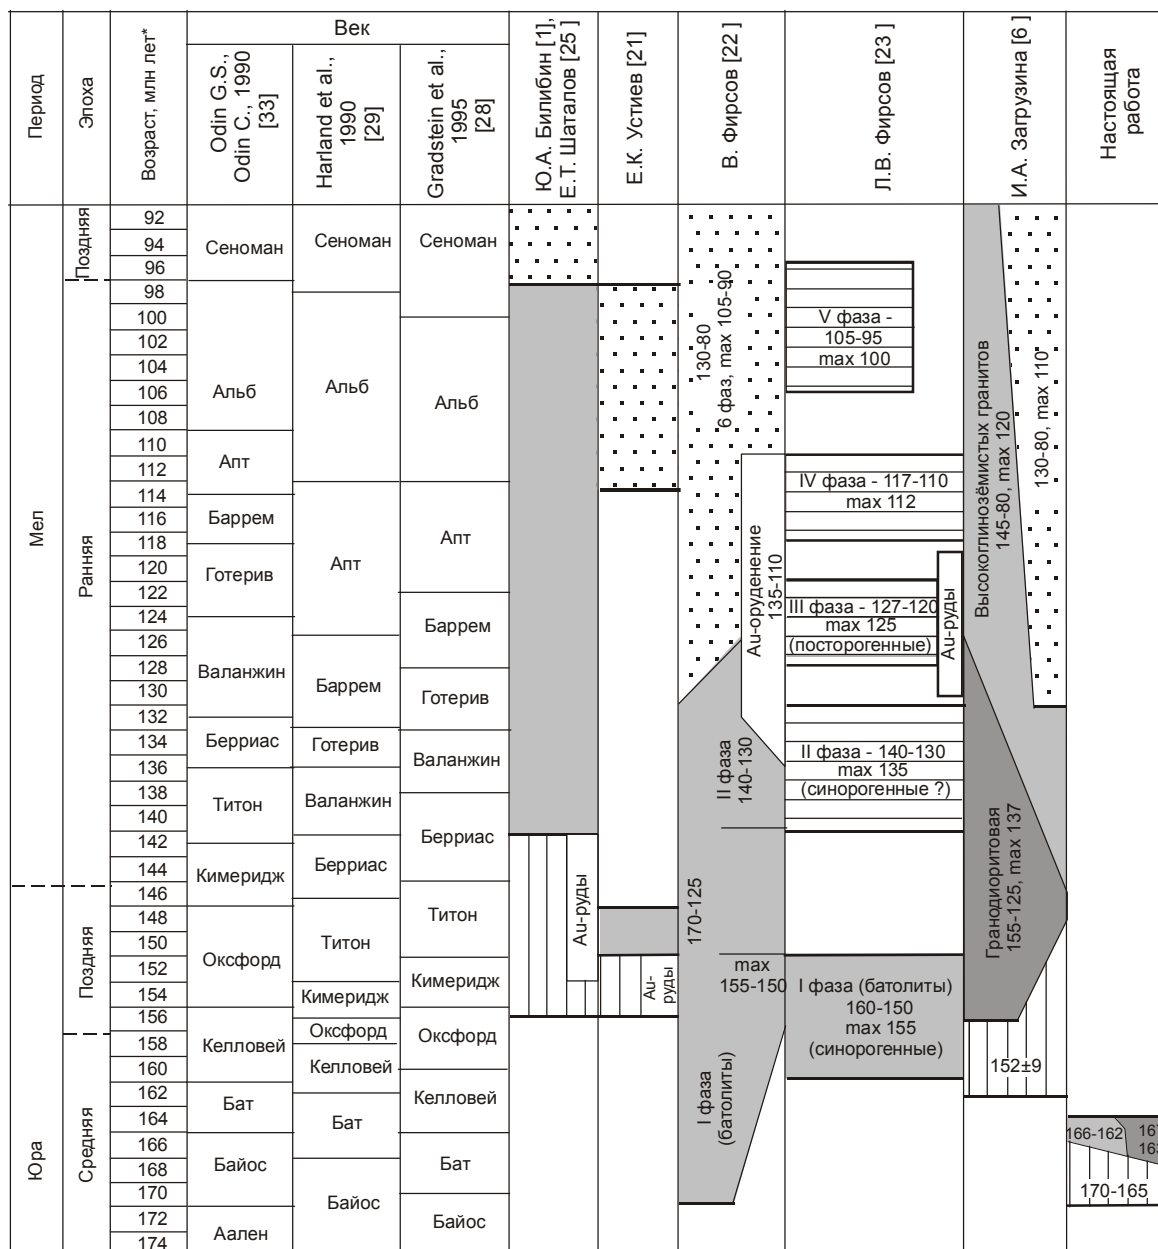 Период
Эпоха
Возраст, млн лет*
Век
Odin G.S.,
Odin C., 1990
[33]
Harland et al.,
1990
[29]
Gradstein et al.,
1995
[28]
Ю.А. Билибин [1],
Е.Т. Шаталов [25 ]
Е.К. Устиев [21]
В. Фирсов [22 ]
Л.В. Фирсов [23 ]
И.А. Загрузина [6 ]
Настоящая
работа
Мел
Юра
Поздняя
Ранняя
Поздняя
Средняя
92
94
96
98
100
102
104
106
108
110
112
114
116
118
120
122
124
126
128
130
132
134
136
138
140
142
144
146
148
150
152
154
156
158
160
162
164
166
168
170
172
174
Сеноман
Альб
Апт
Баррем
Готерив
Валанжин
Берриас
Титон
Кимеридж
Оксфорд
Келловей
Бат
Байос
Аален
Сеноман
Альб
Апт
Баррем
Готерив
Валанжин
Берриас
Титон
Кимеридж
Оксфорд
Келловей
Бат
Байос
Сеноман
Альб
Апт
Баррем
Готерив
Валанжин
Берриас
Титон
Кимеридж
Оксфорд
Келловей
Бат
Байос
Au-руды
Au-
руды
130-80
6 фаз, max 105-90
Au-оруденение
135-110
II фаза
140-130
170-125
max
155-150
I фаза
(батолиты)
V фаза -
105-95
max 100
IV фаза - 117-110
max 112
III фаза - 127-120
max 125
(посторогенные)
Au-руды
II фаза - 140-130
max 135
(синорогенные ?)
I фаза (батолиты)
160-150
max 155
(синорогенные)
Высокоглинозёмистых гранитов
145-80, max 120
130-80, max 110
Гранодиоритовая
155-125, max 137
152±9
166-162
170-165